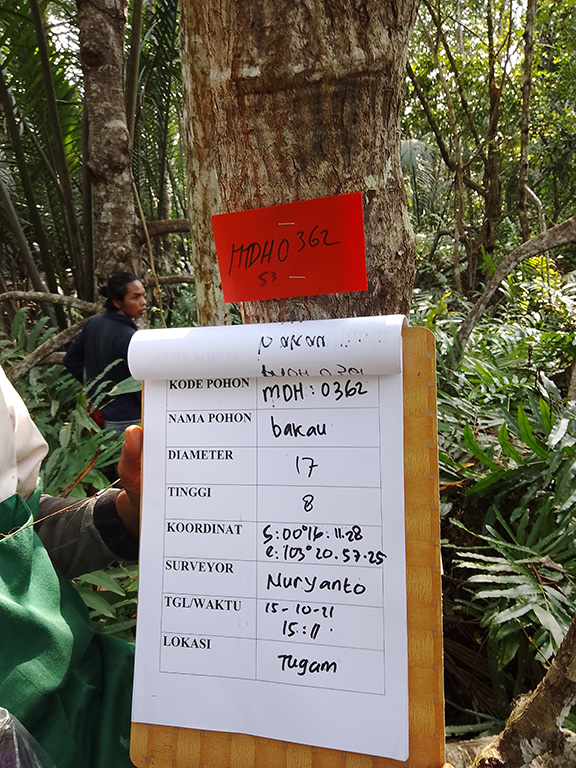 MDH0362
53
KODE POHON MDH: 0362
NAMA POHON bakau
DIAMETER 17
TINGGI 8
KOORDINAT S: 00°16.11.28
e: 103°20.57.25
SURVEYOR Nuryanto
TGL/WAKTU 15-10-21
15:11.
LOKASI Tugam